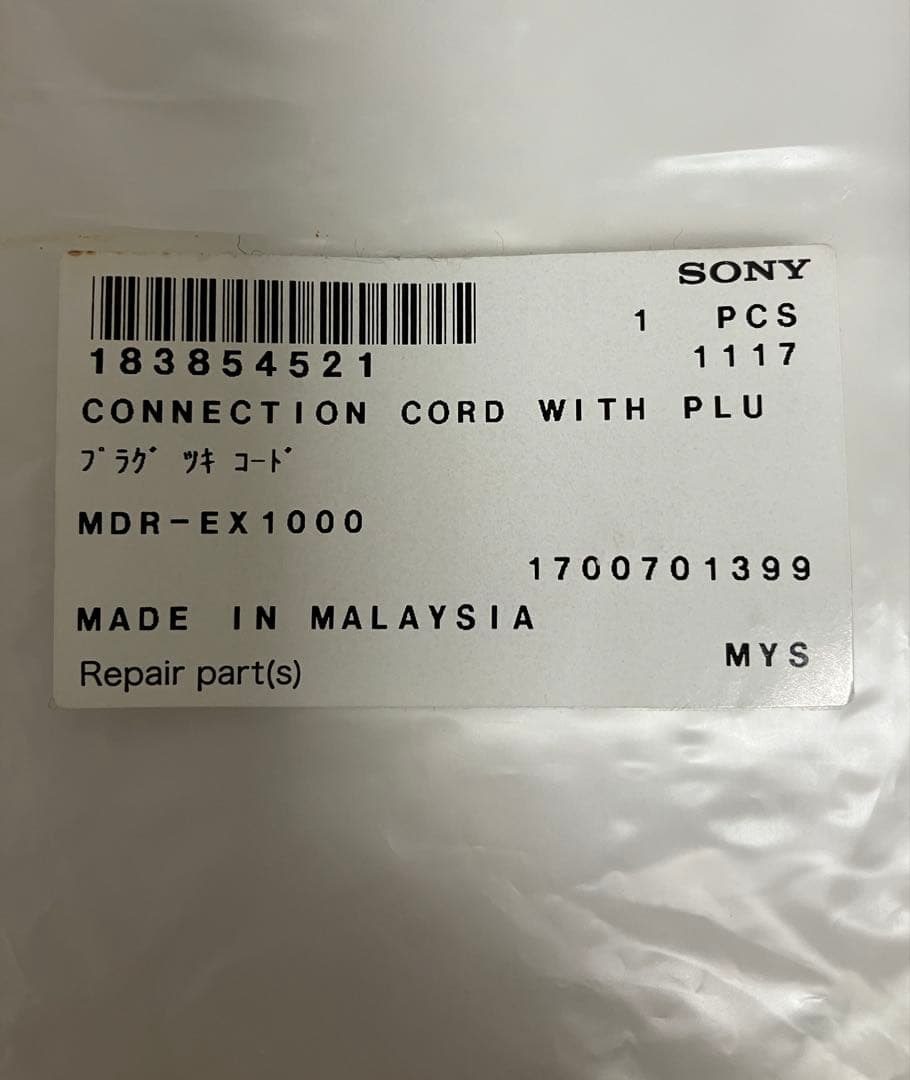 SONY
1 PCS
183854521 1117
CONNECTION CORD WITH PLU
ﾌﾟﾗｸﾞ ﾂｷ ｺｰﾄﾞ
MDR-EX1000
1700701399
MADE IN MALAYSIA
MYS
Repair part(s)